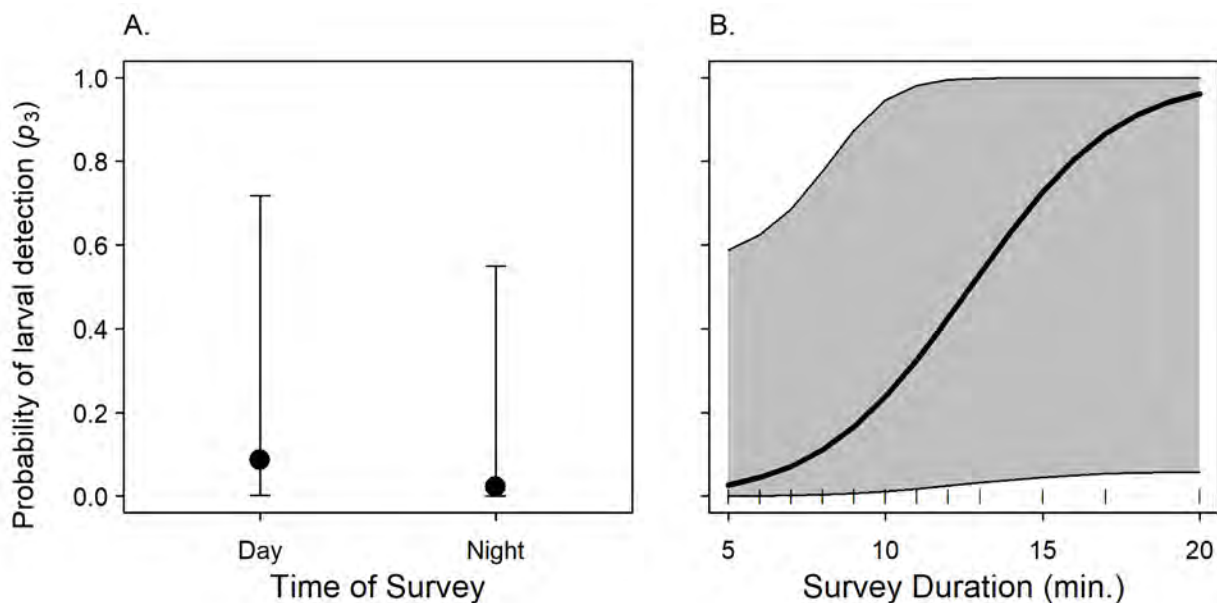 A.
B.
Probability of larval detection (p3)
1.0
0.8
0.6
0.4
0.2
0.0
Day
Night
5
10
15
20
Time of Survey
Survey Duration (min.)